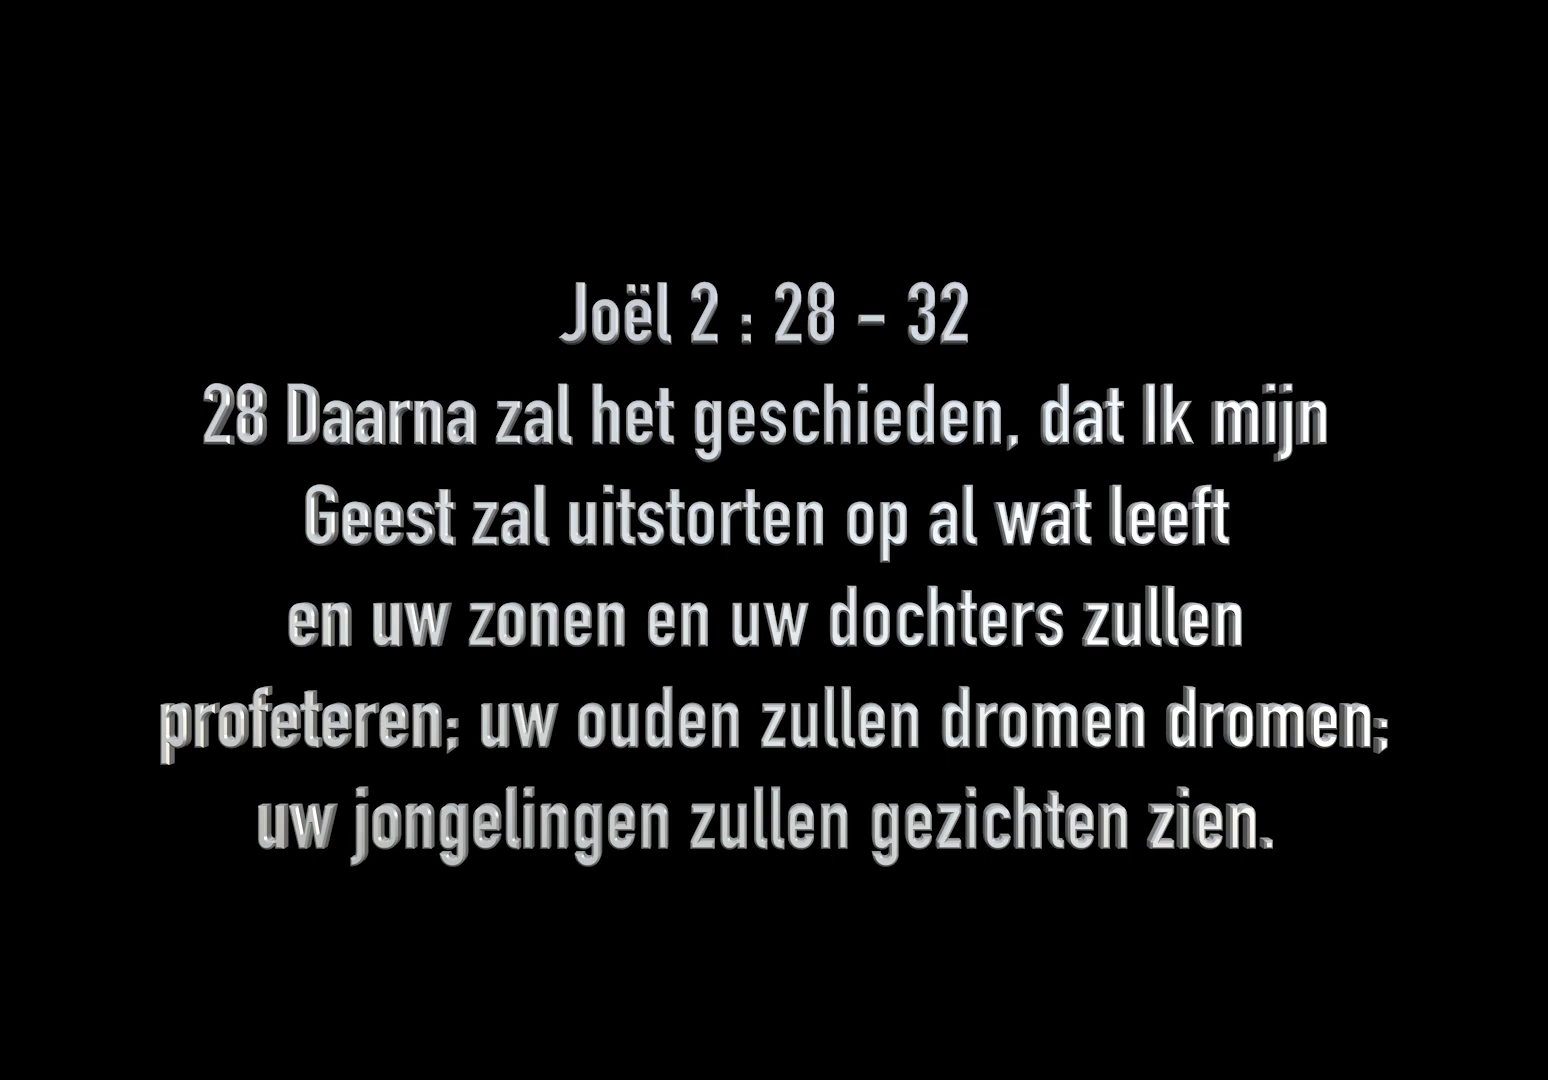 Joël 2 : 28 - 32
28 Daarna zal het geschieden, dat Ik mijn
Geest zal uitstorten op al wat leeft
en uw zonen en uw dochters zullen
profeteren; uw ouden zullen dromen dromen;
uw jongelingen zullen gezichten zien.